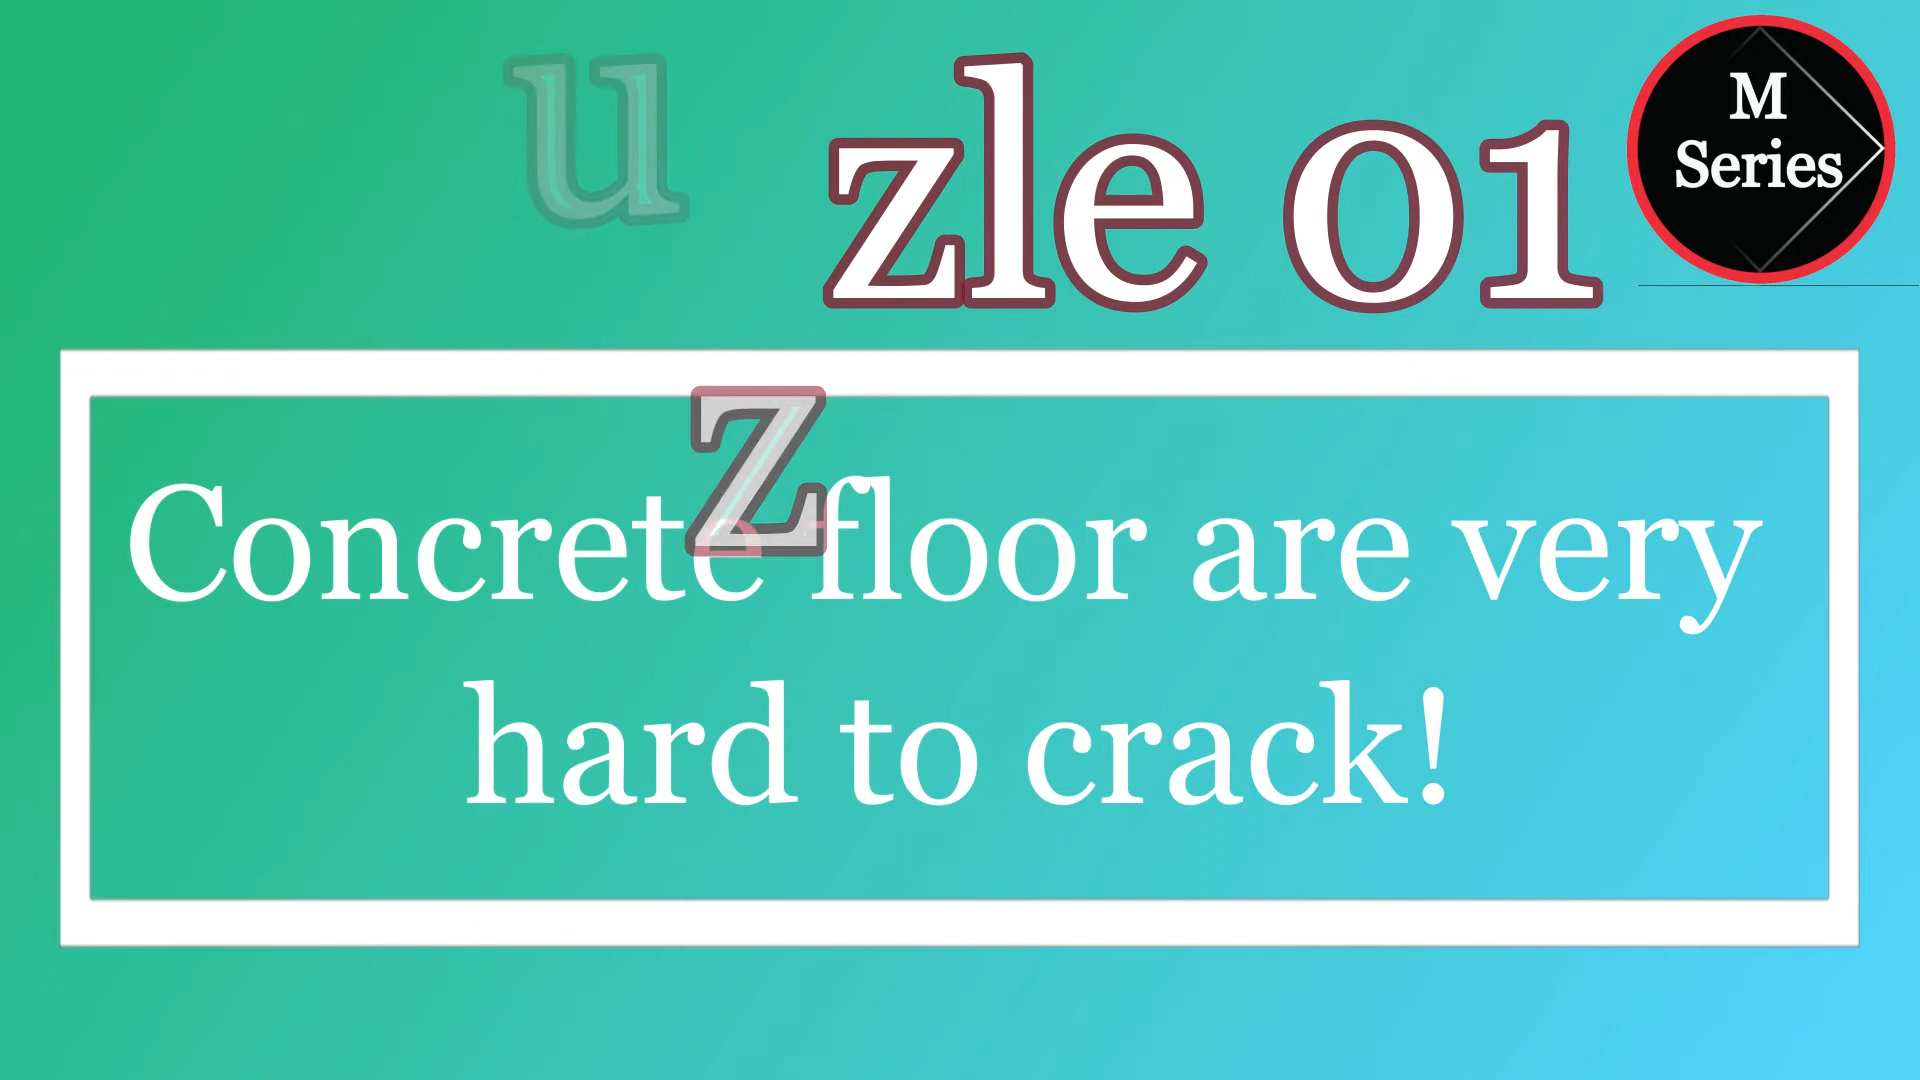 u zle 01
M
Series
z
Concrete floor are very
hard to crack!